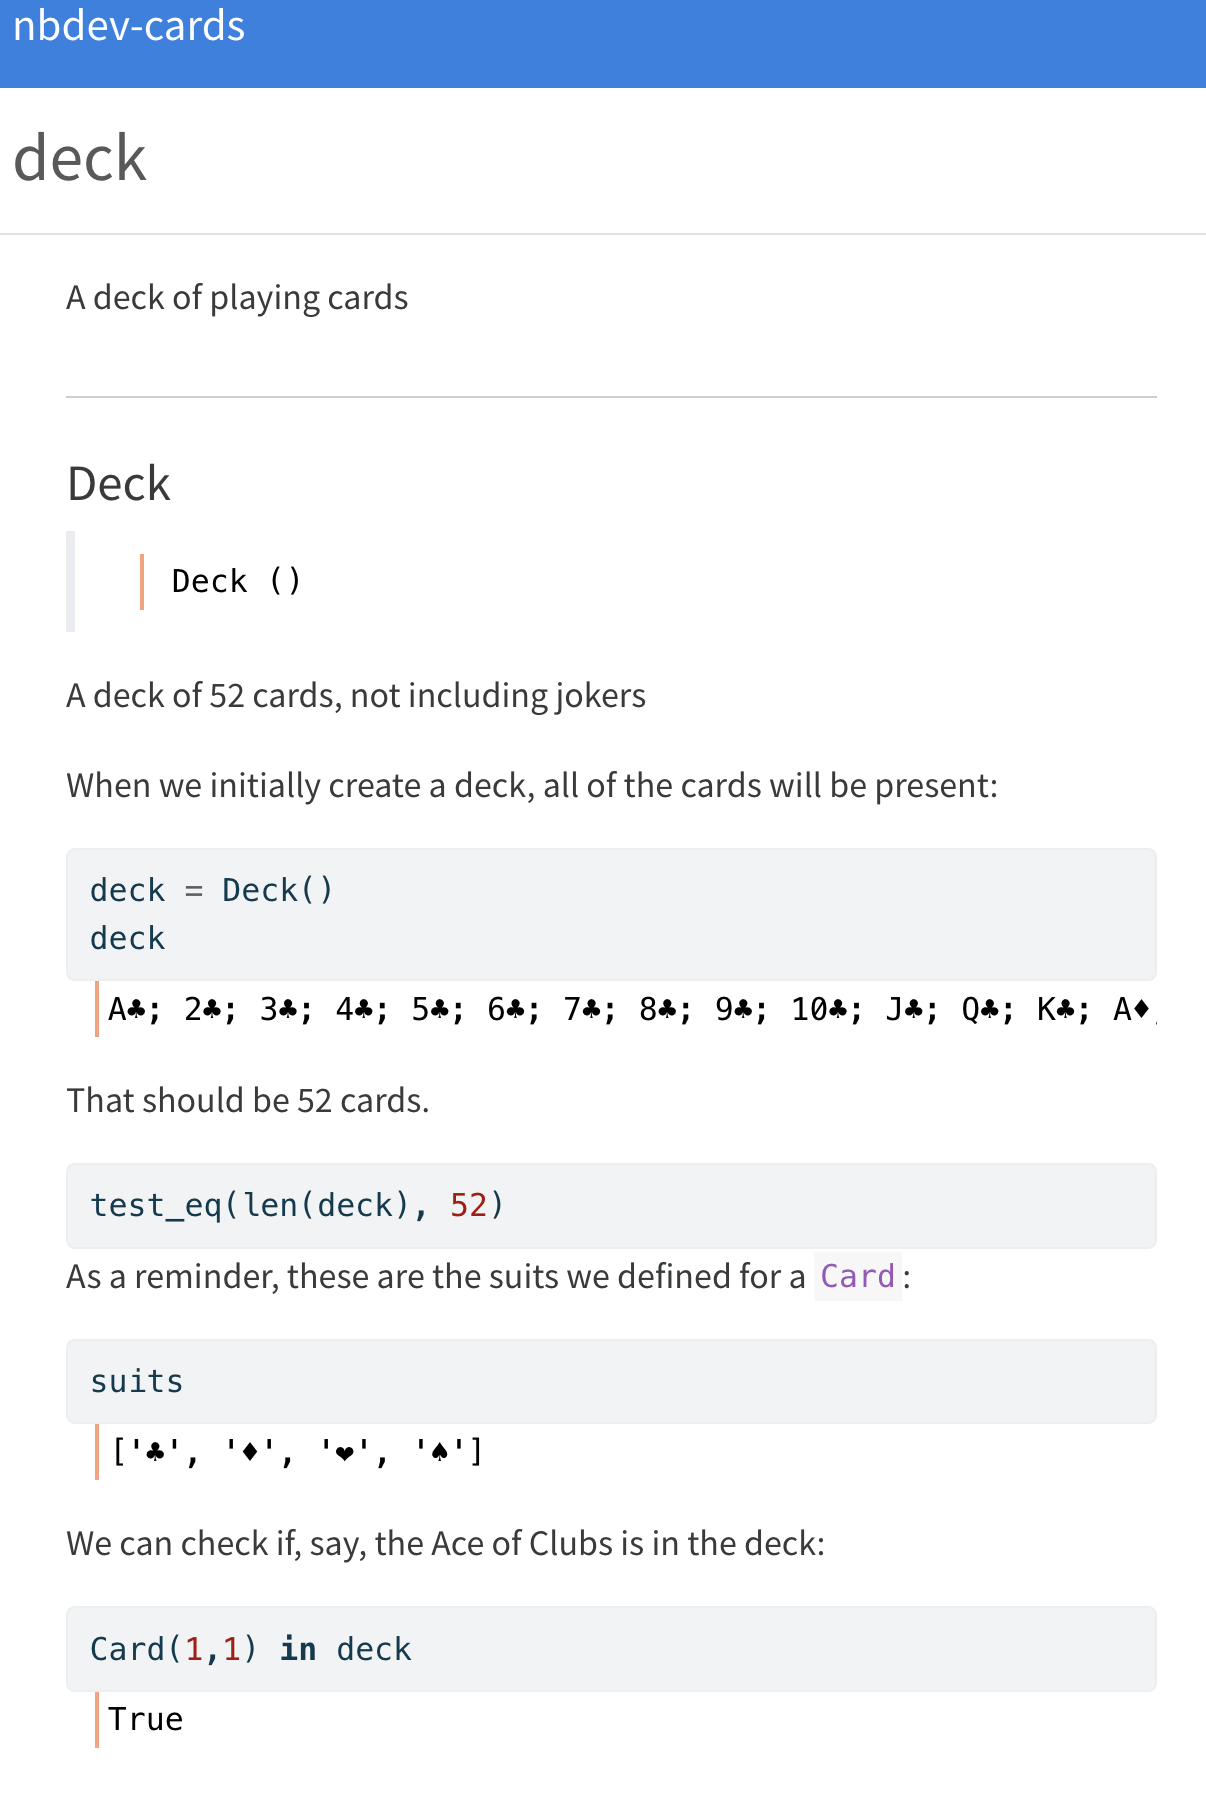 nbdev-cards
deck
A deck of playing cards
Deck
Deck ()
A deck of 52 cards, not including jokers
When we initially create a deck, all of the cards will be present:
deck = Deck()
deck
A♣; 2♣; 3♣; 4♣; 5♣; 6♣; 7♣; 8♣; 9♣; 10♣; J♣; Q♣; K♣; A♦
That should be 52 cards.
test_eq(len(deck), 52)
As a reminder, these are the suits we defined for a Card:
suits
['♣', '♦', '❤', '♠']
We can check if, say, the Ace of Clubs is in the deck:
Card(1,1) in deck
True